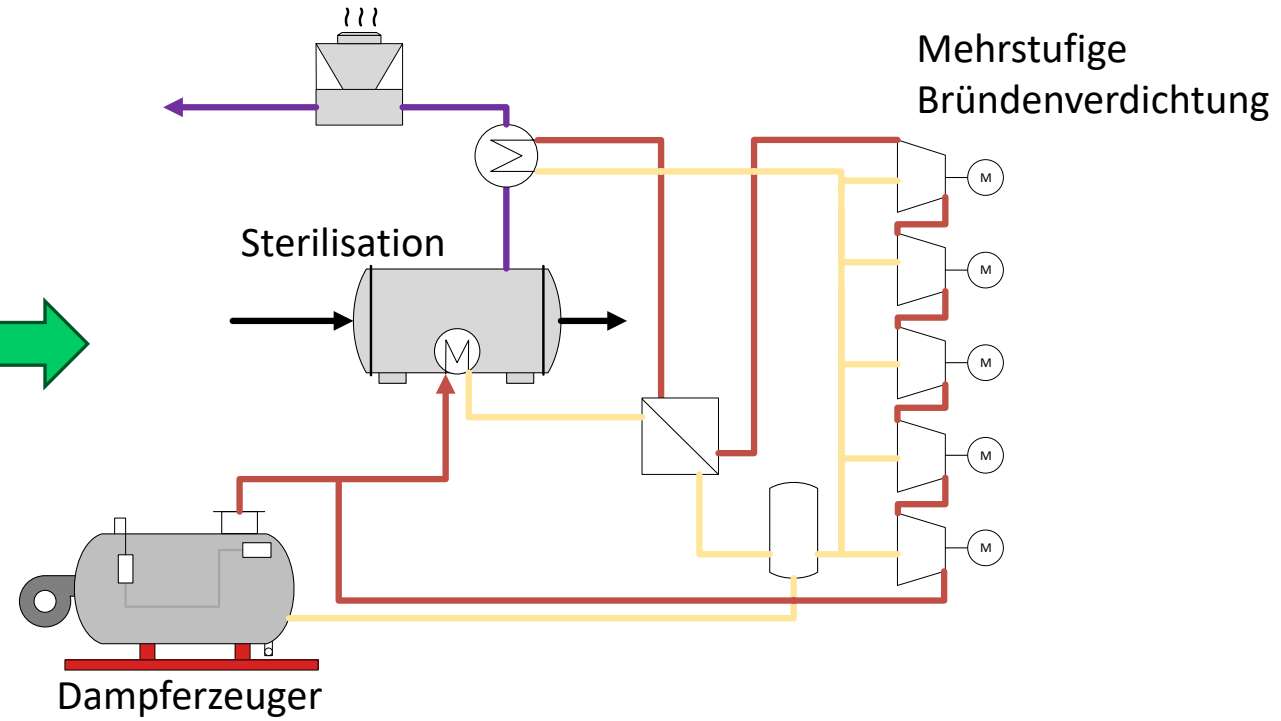 Mehrstufige
Bründenverdichtung
M
Sterilisation
M
M
M
M
Dampferzeuger